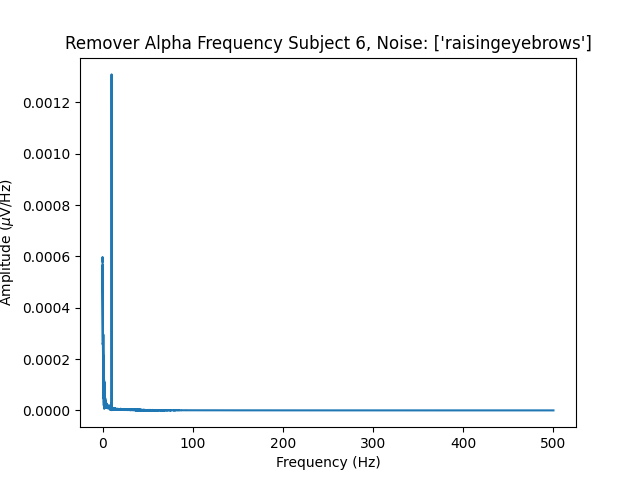 Remover Alpha Frequency Subject 6, Noise: ['raisingeyebrows']
Amplitude (μV/Hz)
0.0012
0.0010
0.0008
0.0006
0.0004
0.0002
0.0000
0 100 200 300 400 500
Frequency (Hz)